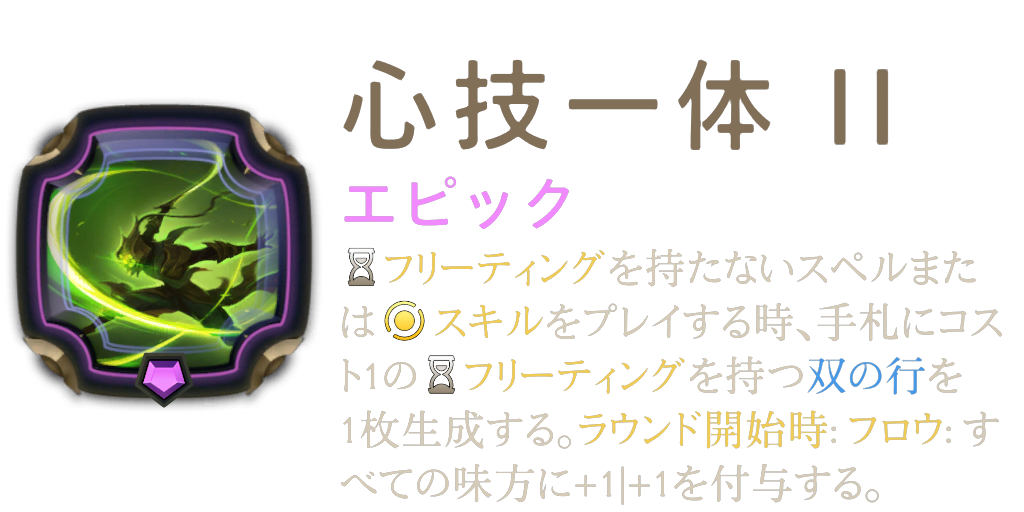 心技一体 II
エピック
フリーティングを持たないスペルまた
はスキルをプレイする時、手札にコス
ト1のフリーティングを持つ双の行を
1枚生成する。ラウンド開始時: フロウ: す
べての味方に+1|+1を付与する。